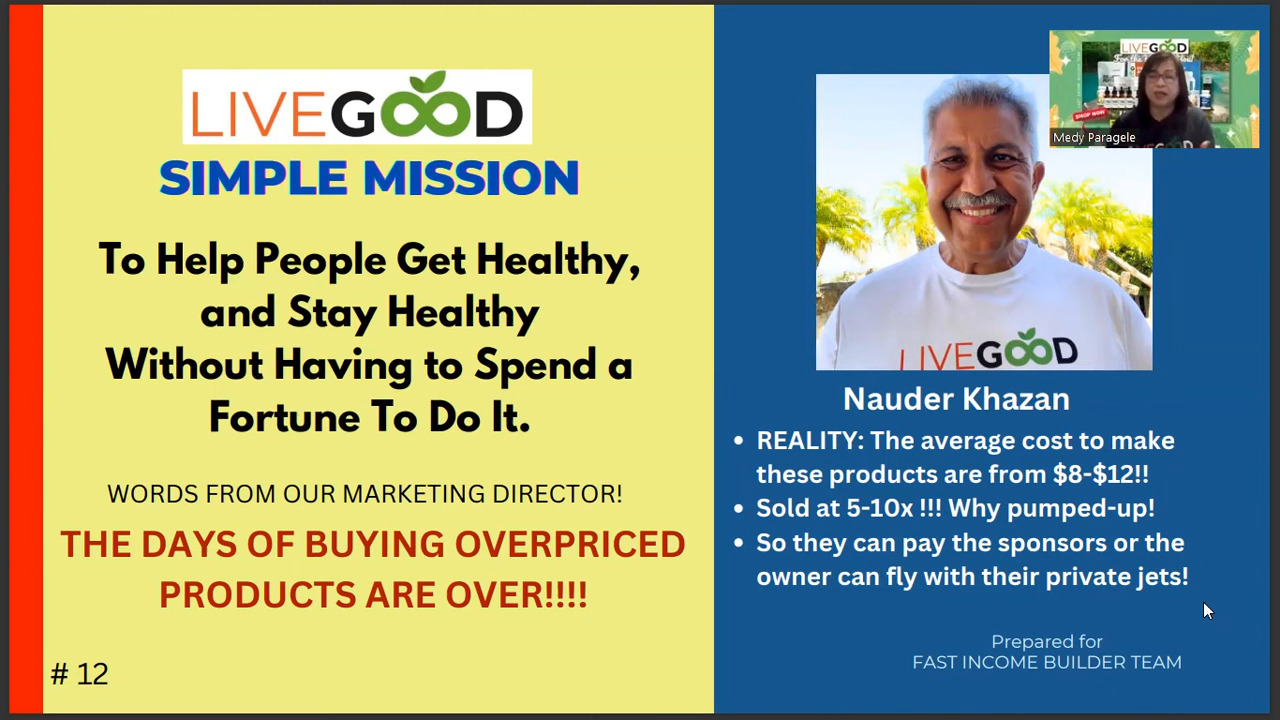 LIVEGOOD
SIMPLE MISSION
To Help People Get Healthy,
and Stay Healthy
Without Having to Spend a
Fortune To Do It.
WORDS FROM OUR MARKETING DIRECTOR!
THE DAYS OF BUYING OVERPRICED
PRODUCTS ARE OVER!!!!
# 12
LIVEGOOD
SHOP NOW
Medy Paragele
LIVEGOOD
Nauder Khazan
• REALITY: The average cost to make
these products are from $8-$12!!
• Sold at 5-10x !!! Why pumped-up!
• So they can pay the sponsors or the
owner can fly with their private jets!
Prepared for
FAST INCOME BUILDER TEAM